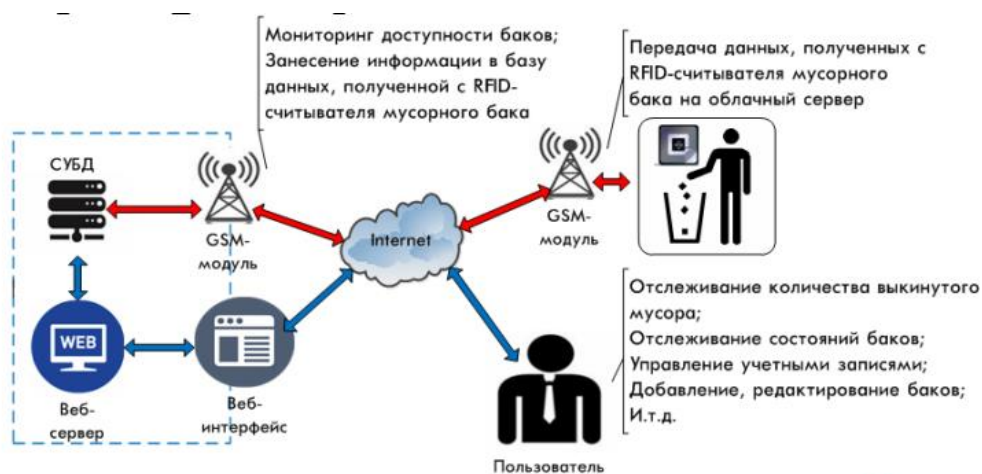 Мониторинг доступности баков;
Занесение информации в базу
данных, полученной с RFID-
считывателя мусорного бака
Передача данных, полученных с
RFID-считывателя мусорного
бака на облачный сервер
СУБД
GSM-
модуль
Internet
GSM-
модуль
WEB
Веб-
сервер
Веб-
интерфейс
Отслеживание количества выкинутого
мусора;
Отслеживание состояний баков;
Управление учетными записями;
Добавление, редактирование баков;
И.т.д.
Пользователь